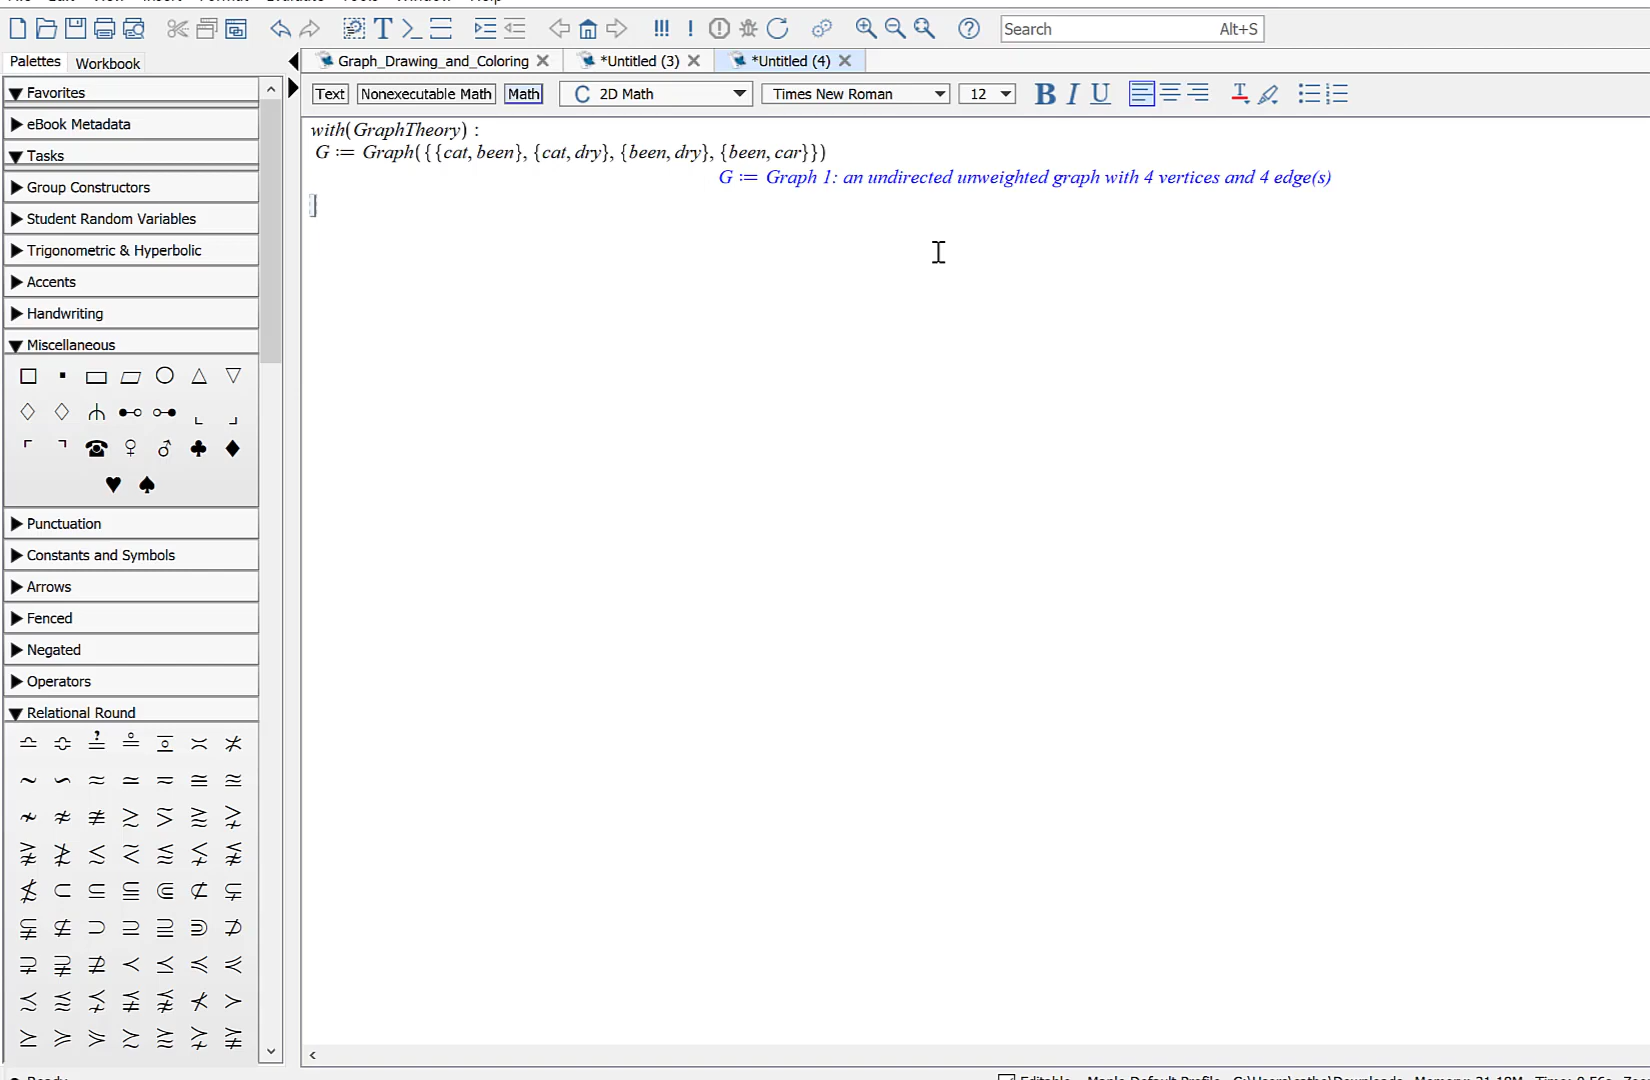 Search Alt+S
Palettes Workbook
Graph_Drawing_and_Coloring *Untitled (3) *Untitled (4)
Text Nonexecutable Math Math C 2D Math Times New Roman 12 B I U
Favorites
eBook Metadata
Tasks
Group Constructors
Student Random Variables
Trigonometric & Hyperbolic
Accents
Handwriting
Miscellaneous
Punctuation
Constants and Symbols
Arrows
Fenced
Negated
Operators
Relational Round
with(GraphTheory) :
G := Graph({{cat, been}, {cat, dry}, {been, dry}, {been, car}})
G := Graph 1: an undirected unweighted graph with 4 vertices and 4 edge(s)